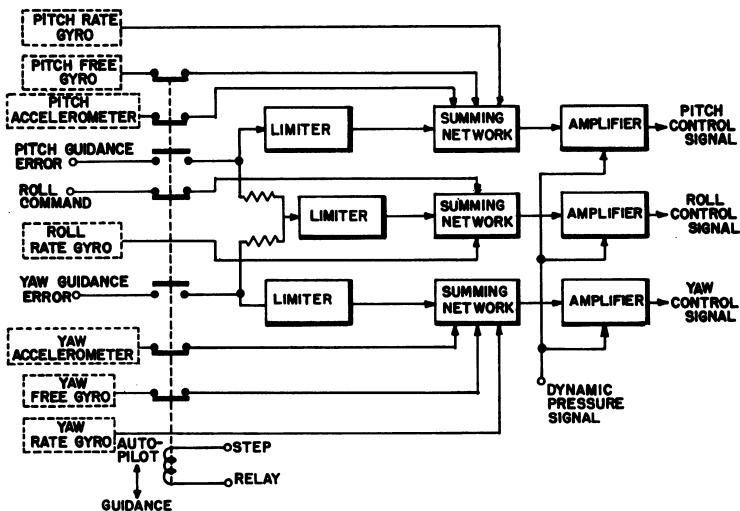 PITCH RATE
GYRO
PITCH FREE
GYRO
PITCH
ACCELEROMETER
PITCH GUIDANCE
ERROR
ROLL
COMMAND
ROLL
RATE GYRO
YAW GUIDANCE
ERROR
YAW
ACCELEROMETER
YAW
FREE GYRO
YAW
RATE GYRO
AUTO-
PILOT
GUIDANCE
STEP
RELAY
LIMITER
LIMITER
LIMITER
SUMMING
NETWORK
SUMMING
NETWORK
SUMMING
NETWORK
AMPLIFIER
AMPLIFIER
AMPLIFIER
PITCH
CONTROL
SIGNAL
ROLL
CONTROL
SIGNAL
YAW
CONTROL
SIGNAL
DYNAMIC
PRESSURE
SIGNAL